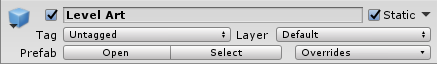 Level Art Static
Tag Untagged Layer Default
Prefab Open Select Overrides